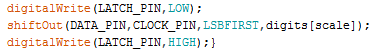 digitalWrite(LATCH_PIN,LOW);
shiftOut(DATA_PIN,CLOCK_PIN,LSBFIRST,digits[scale]);
digitalWrite(LATCH_PIN,HIGH);}